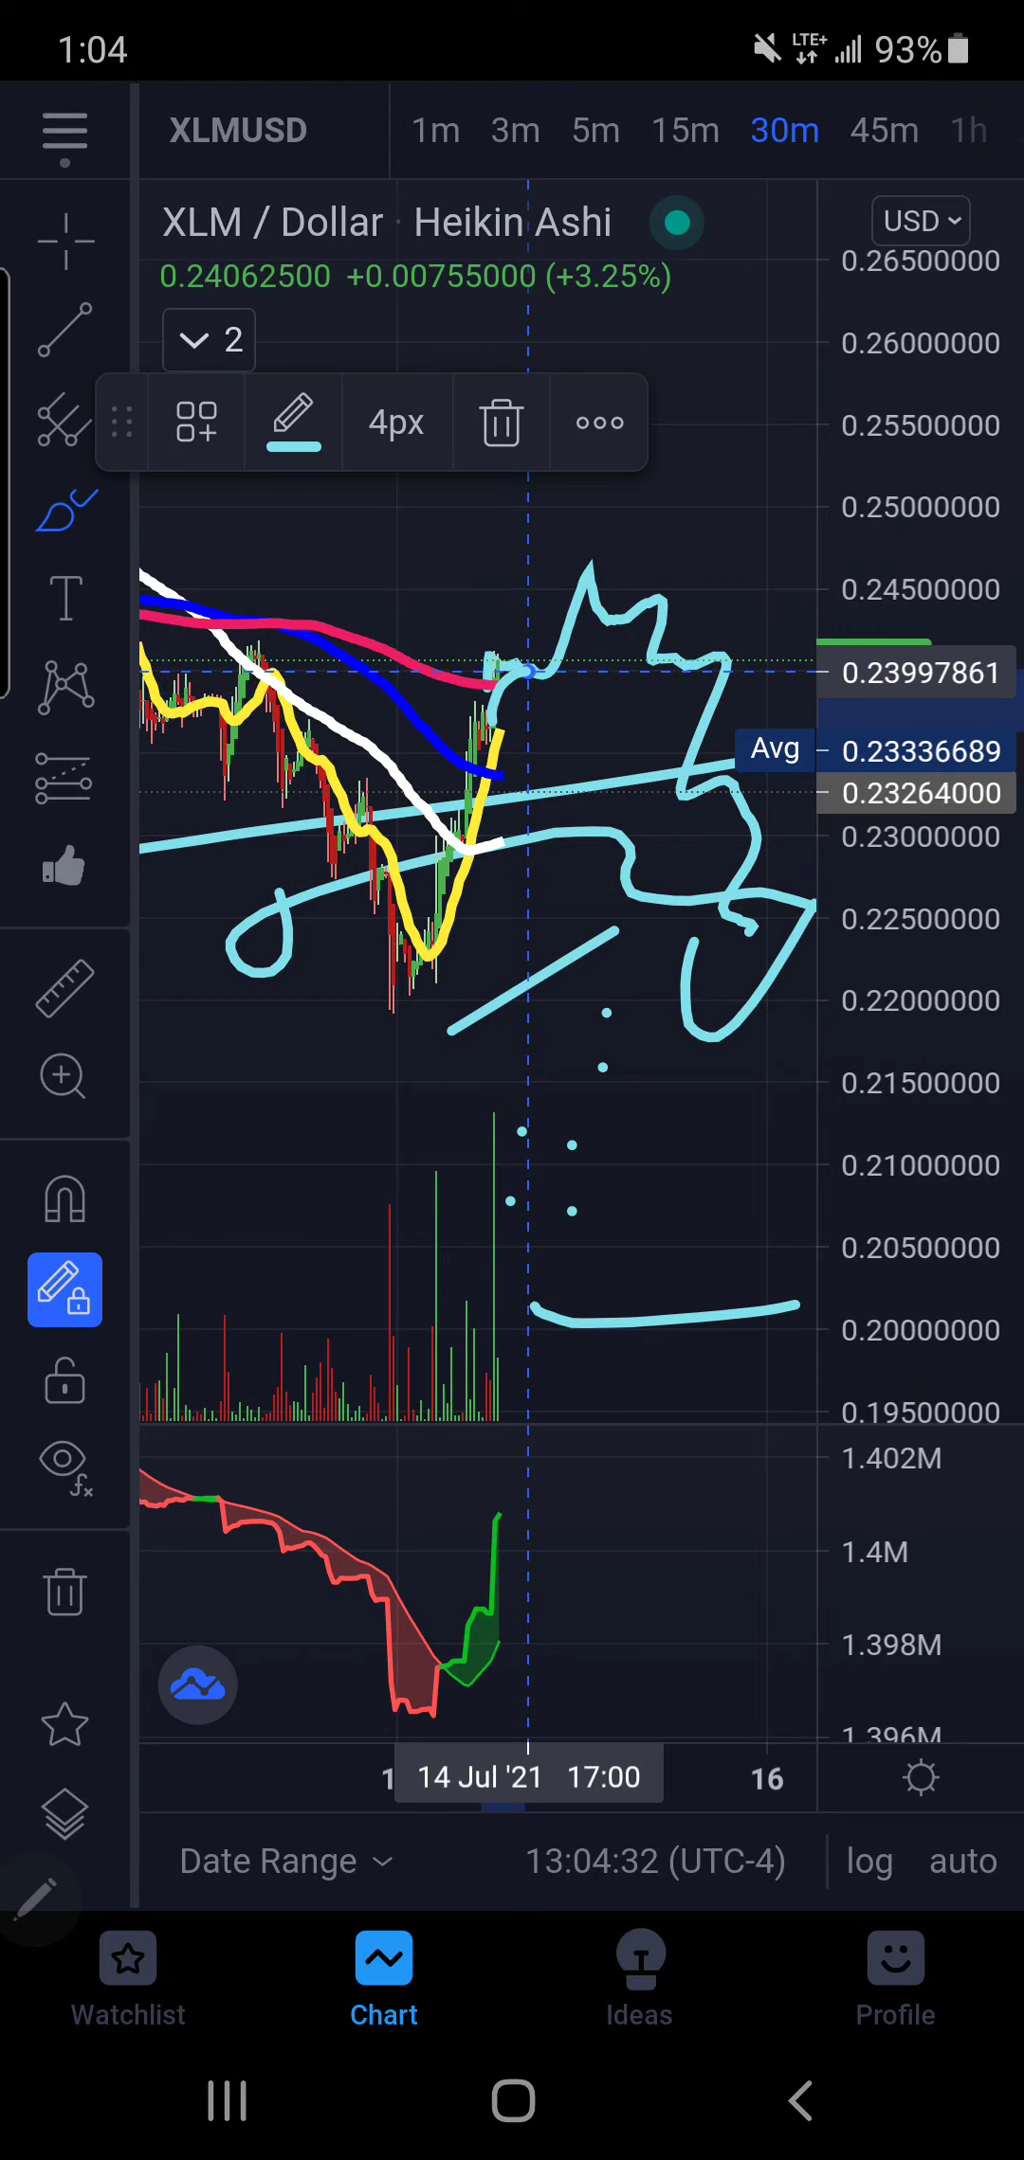 1:04 LTE+ 93%
XLMUSD 1m 3m 5m 15m 30m 45m 1h
XLM / Dollar · Heikin Ashi USD
0.24062500 +0.00755000 (+3.25%)
2
4px
T
0.26500000
0.26000000
0.25500000
0.25000000
0.24500000
0.23997861
Avg 0.23336689
0.23264000
0.23000000
0.22500000
0.22000000
0.21500000
0.21000000
0.20500000
0.20000000
0.19500000
1.402M
1.4M
1.398M
1.396M
14 Jul '21 17:00 16
Date Range 13:04:32 (UTC-4) log auto
Watchlist Chart Ideas Profile